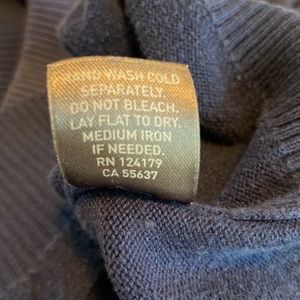 HAND WASH COLD
SEPARATELY.
DO NOT BLEACH.
LAY FLAT TO DRY.
MEDIUM IRON
IF NEEDED.
RN 124179
CA 55637